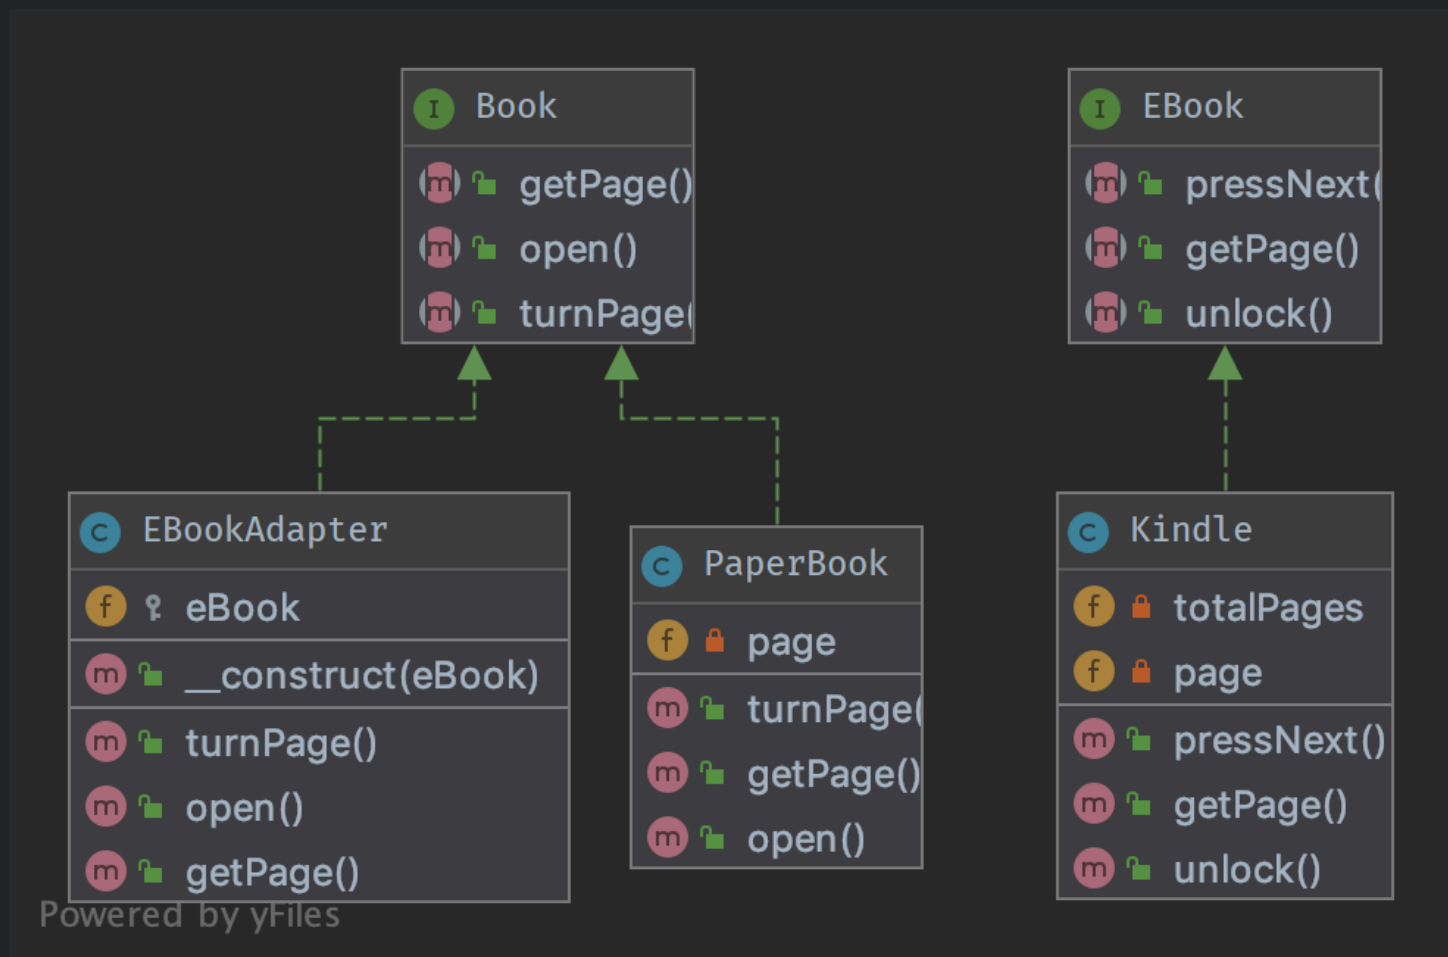 I Book
m getPage()
m open()
m turnPage(
I EBook
m pressNext(
m getPage()
m unlock()
C EBookAdapter
f eBook
m __construct(eBook)
m turnPage()
m open()
m getPage()
C PaperBook
f page
m turnPage(
m getPage()
m open()
C Kindle
f totalPages
f page
m pressNext()
m getPage()
m unlock()
Powered by yFiles